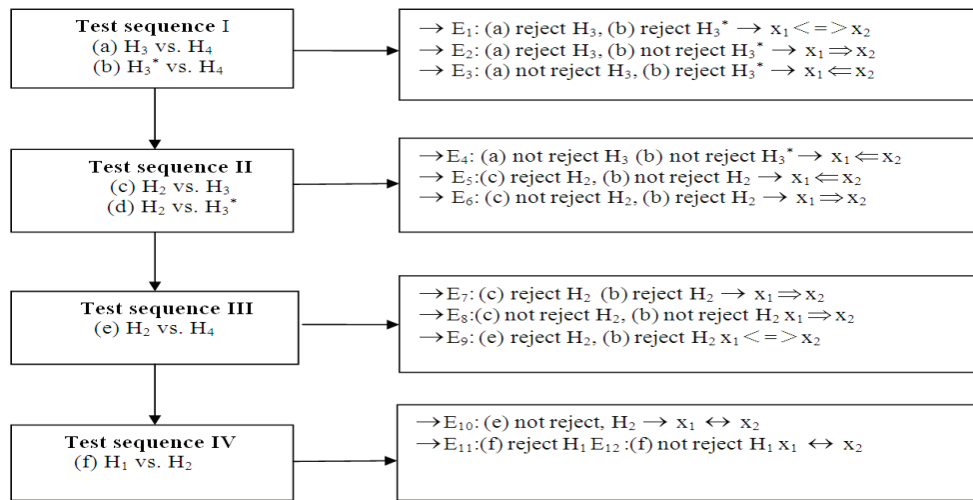 Test sequence I
(a) H₃ vs. H₄
(b) H₃* vs. H₄
→ E₁: (a) reject H₃, (b) reject H₃* → x₁ < = > x₂
→ E₂: (a) reject H₃, (b) not reject H₃* → x₁ ⇒ x₂
→ E₃: (a) not reject H₃, (b) reject H₃* → x₁ ⇐ x₂
Test sequence II
(c) H₂ vs. H₃
(d) H₂ vs. H₃*
→ E₄: (a) not reject H₃ (b) not reject H₃* → x₁ ⇐ x₂
→ E₅:(c) reject H₂, (b) not reject H₂ → x₁ ⇐ x₂
→ E₆: (c) not reject H₂, (b) reject H₂ → x₁ ⇒ x₂
Test sequence III
(e) H₂ vs. H₄
→ E₇: (c) reject H₂ (b) reject H₂ → x₁ ⇒ x₂
→ E₈:(c) not reject H₂, (b) not reject H₂ x₁ ⇒ x₂
→ E₉: (e) reject H₂, (b) reject H₂ x₁ < = > x₂
Test sequence IV
(f) H₁ vs. H₂
→ E₁₀: (e) not reject, H₂ → x₁ ↔ x₂
→ E₁₁:(f) reject H₁ E₁₂ :(f) not reject H₁ x₁ ↔ x₂